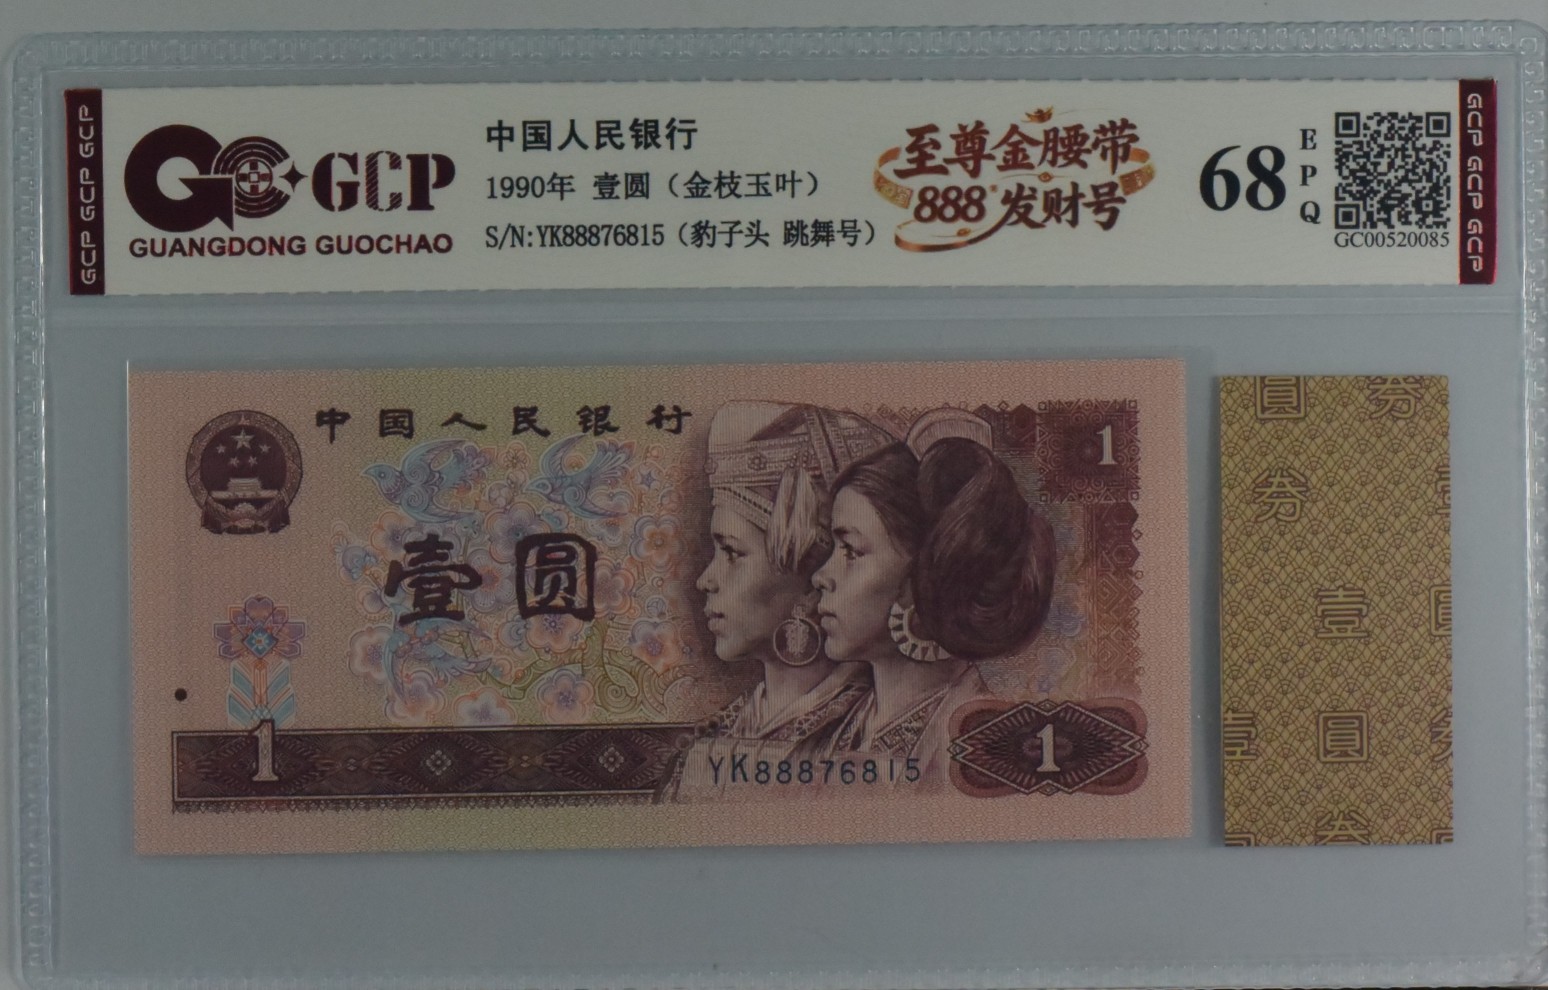 GCP GCP GCP
GCP
GUANGDONG GUOCHAO
中国人民银行
1990年 壹圆（金枝玉叶）
S/N:YK88876815（豹子头 跳舞号）
至尊金腰带
888发财号
68
EPQ
GC00520085
GCP GCP GCP
中国人民银行
1
壹圆
1
YK88876815
1
圆 券
券
壹
壹 圆
券